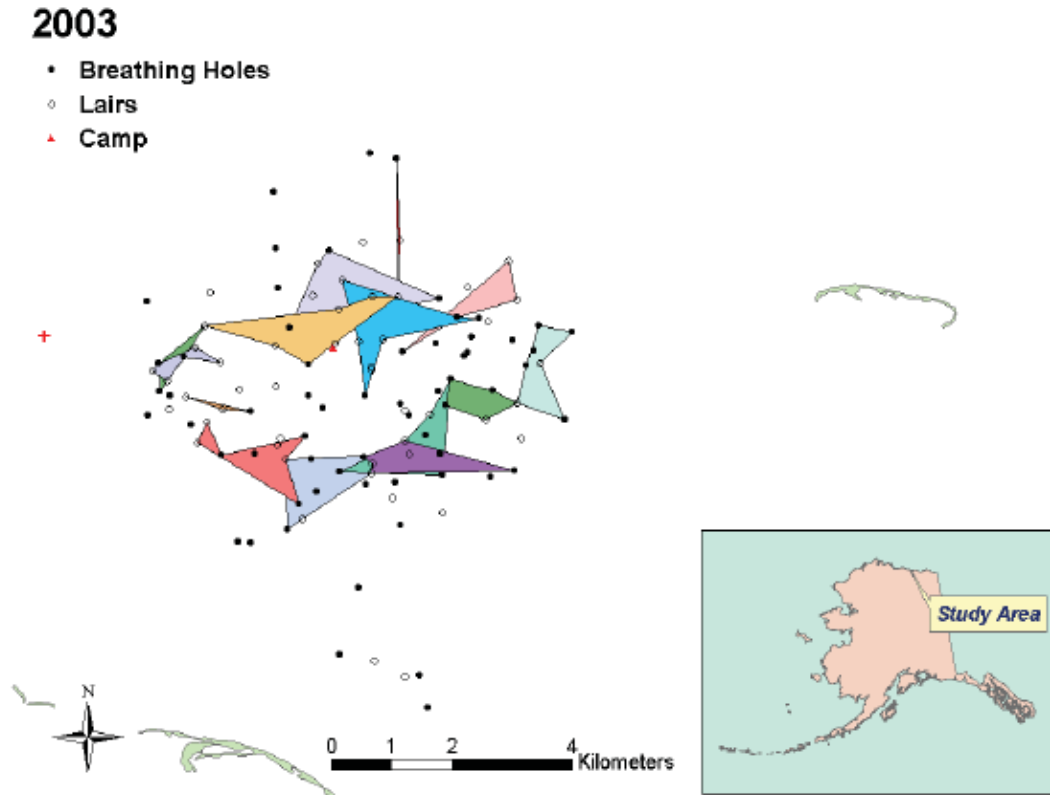 2003
Breathing Holes
Lairs
Camp
Study Area
N
0 1 2 4
Kilometers